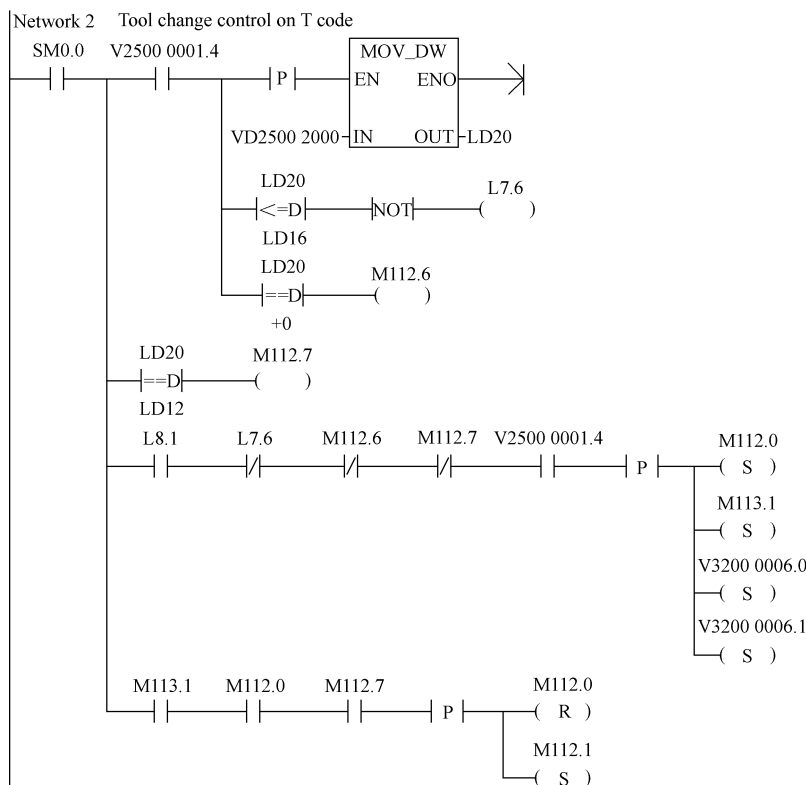 Network 2 Tool change control on T code
SM0.0 V2500 0001.4
P
MOV_DW
EN ENO
VD2500 2000 IN OUT LD20
LD20
<=D NOT L7.6
( )
LD16
LD20
==D M112.6
( )
+0
LD20 M112.7
==D ( )
LD12
L8.1 L7.6 M112.6 M112.7 V2500 0001.4
/ / / P
M112.0
( S )
M113.1
( S )
V3200 0006.0
( S )
V3200 0006.1
( S )
M113.1 M112.0 M112.7
P
M112.0
( R )
M112.1
( S )